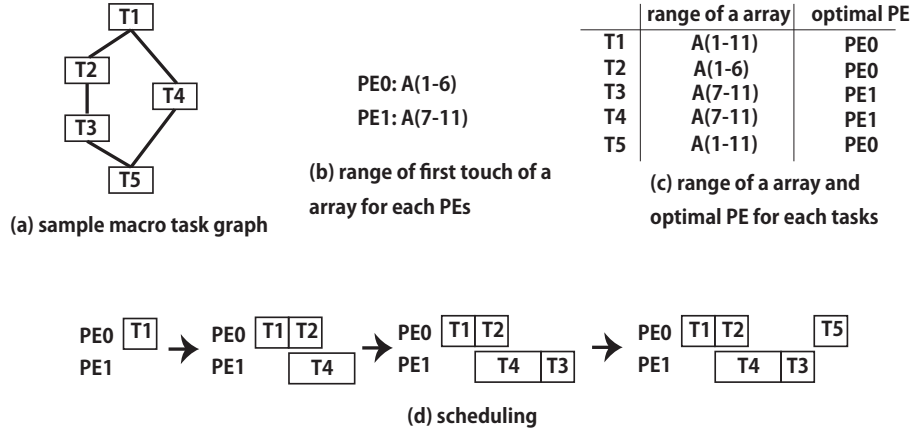 T1
T2
T4
T3
T5
(a) sample macro task graph
PE0: A(1-6)
PE1: A(7-11)
(b) range of first touch of a
array for each PEs
range of a array optimal PE
T1 A(1-11) PE0
T2 A(1-6) PE0
T3 A(7-11) PE1
T4 A(7-11) PE1
T5 A(1-11) PE0
(c) range of a array and
optimal PE for each tasks
PE0 T1
PE1
PE0 T1 T2
PE1 T4
PE0 T1 T2
PE1 T4 T3
PE0 T1 T2 T5
PE1 T4 T3
(d) scheduling